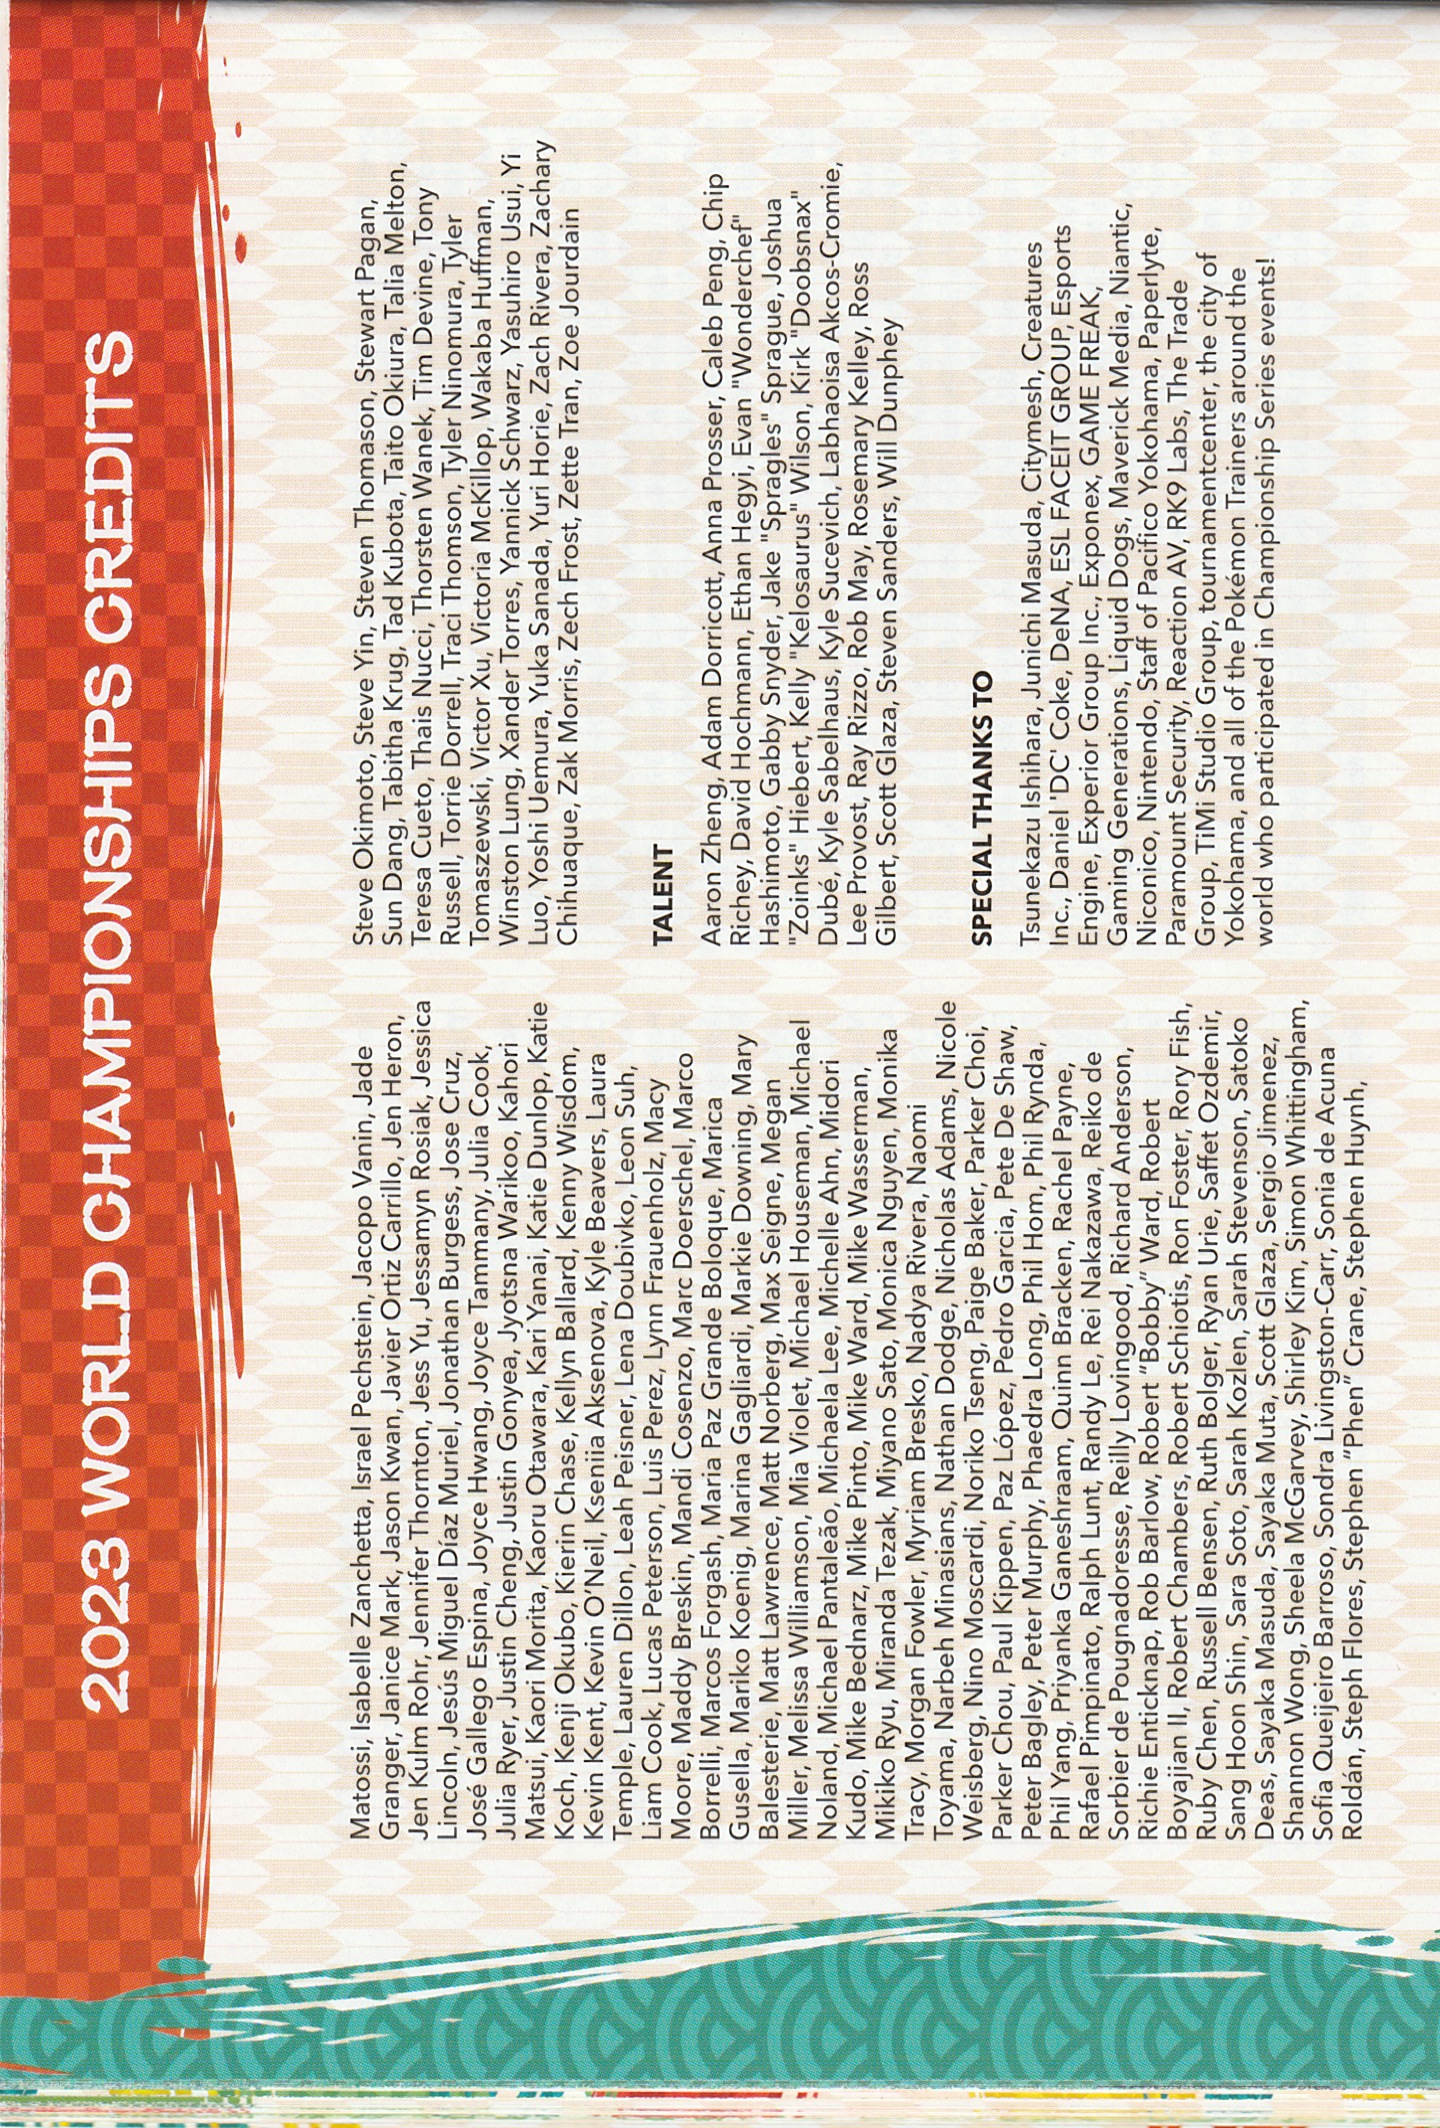 2023 WORLD CHAMPIONSHIPS CREDITS
Matossi, Isabelle Zanchetta, Israel Pechstein, Jacopo Vanin, Jade
Granger, Janice Mark, Jason Kwan, Javier Ortiz Carrillo, Jen Heron,
Jen Kulm Rohr, Jennifer Thornton, Jess Yu, Jessamyn Rosiak, Jessica
Lincoln, Jesús Miguel Díaz Muriel, Jonathan Burgess, Jose Cruz,
José Gallego Espina, Joyce Hwang, Joyce Tammany, Julia Cook,
Julia Ryer, Justin Cheng, Justin Gonyea, Jyotsna Warikoo, Kahori
Matsui, Kaori Morita, Kaoru Otawara, Kari Yanai, Katie Dunlop, Katie
Koch, Kenji Okubo, Kierin Chase, Kellyn Ballard, Kenny Wisdom,
Kevin Kent, Kevin O’Neil, Kseniia Aksenova, Kyle Beavers, Laura
Temple, Lauren Dillon, Leah Peisner, Lena Doubivko, Leon Suh,
Liam Cook, Lucas Peterson, Luis Perez, Lynn Frauenholz, Macy
Moore, Maddy Breskin, Mandi Cosenzo, Marc Doerschel, Marco
Borrelli, Marcos Forgash, Maria Paz Grande Boloque, Marica
Gusella, Mariko Koenig, Marina Gagliardi, Markie Downing, Mary
Balesterie, Matt Lawrence, Matt Norberg, Max Seigne, Megan
Miller, Melissa Williamson, Mia Violet, Michael Houseman, Michael
Noland, Michael Pantaleão, Michaela Lee, Michelle Ahn, Midori
Kudo, Mike Bednarz, Mike Pinto, Mike Ward, Mike Wasserman,
Mikiko Ryu, Miranda Tezak, Miyano Sato, Monica Nguyen, Monika
Tracy, Morgan Fowler, Myriam Bresko, Nadya Rivera, Naomi
Toyama, Narbeh Minasians, Nathan Dodge, Nicholas Adams, Nicole
Weisberg, Nino Moscardi, Noriko Tseng, Paige Baker, Parker Choi,
Parker Chou, Paul Kippen, Paz López, Pedro Garcia, Pete De Shaw,
Peter Bagley, Peter Murphy, Phaedra Long, Phil Hom, Phil Rynda,
Phil Yang, Priyanka Ganeshraam, Quinn Bracken, Rachel Payne,
Rafael Pimpinato, Ralph Lunt, Randy Le, Rei Nakazawa, Reiko de
Sorbier de Pougnadoresse, Reilly Lovingood, Richard Anderson,
Richie Enticknap, Rob Barlow, Robert “Bobby” Ward, Robert
Boyajian II, Robert Chambers, Robert Schiotis, Ron Foster, Rory Fish,
Ruby Chen, Russell Bensen, Ruth Bolger, Ryan Urie, Saffet Ozdemir,
Sang Hoon Shin, Sara Soto, Sarah Kozlen, Sarah Stevenson, Satoko
Deas, Sayaka Masuda, Sayaka Muta, Scott Glaza, Sergio Jimenez,
Shannon Wong, Sheela McGarvey, Shirley Kim, Simon Whittingham,
Sofia Queijeiro Barroso, Sondra Livingston-Carr, Sonia de Acuna
Roldán, Steph Flores, Stephen “Phen” Crane, Stephen Huynh,
Steve Okimoto, Steve Yin, Steven Thomason, Stewart Pagan,
Sun Dang, Tabitha Krug, Tad Kubota, Taito Okiura, Talia Melton,
Teresa Cueto, Thais Nucci, Thorsten Wanek, Tim Devine, Tony
Russell, Torrie Dorrell, Traci Thomson, Tyler Ninomura, Tyler
Tomaszewski, Victor Xu, Victoria McKillop, Wakaba Huffman,
Winston Lung, Xander Torres, Yannick Schwarz, Yasuhiro Usui, Yi
Luo, Yoshi Uemura, Yuka Sanada, Yuri Horie, Zach Rivera, Zachary
Chihuaque, Zak Morris, Zech Frost, Zette Tran, Zoe Jourdain
TALENT
Aaron Zheng, Adam Dorricott, Anna Prosser, Caleb Peng, Chip
Richey, David Hochmann, Ethan Hegyi, Evan "Wonderchef"
Hashimoto, Gabby Snyder, Jake "Spragles" Sprague, Joshua
"Zoinks" Hiebert, Kelly "Kelosaurus" Wilson, Kirk "Doobsnax"
Dubé, Kyle Sabelhaus, Kyle Sucevich, Labhaoisa Akcos-Cromie,
Lee Provost, Ray Rizzo, Rob May, Rosemary Kelley, Ross
Gilbert, Scott Glaza, Steven Sanders, Will Dunphey
SPECIAL THANKS TO
Tsunekazu Ishihara, Junichi Masuda, Citymesh, Creatures
Inc., Daniel 'DC' Coke, DeNA, ESL FACEIT GROUP, Esports
Engine, Experior Group Inc., Exponex, GAME FREAK,
Gaming Generations, Liquid Dogs, Maverick Media, Niantic,
Niconico, Nintendo, Staff of Pacifico Yokohama, Paperlyte,
Paramount Security, Reaction AV, RK9 Labs, The Trade
Group, TiMi Studio Group, tournamentcenter, the city of
Yokohama, and all of the Pokémon Trainers around the
world who participated in Championship Series events!